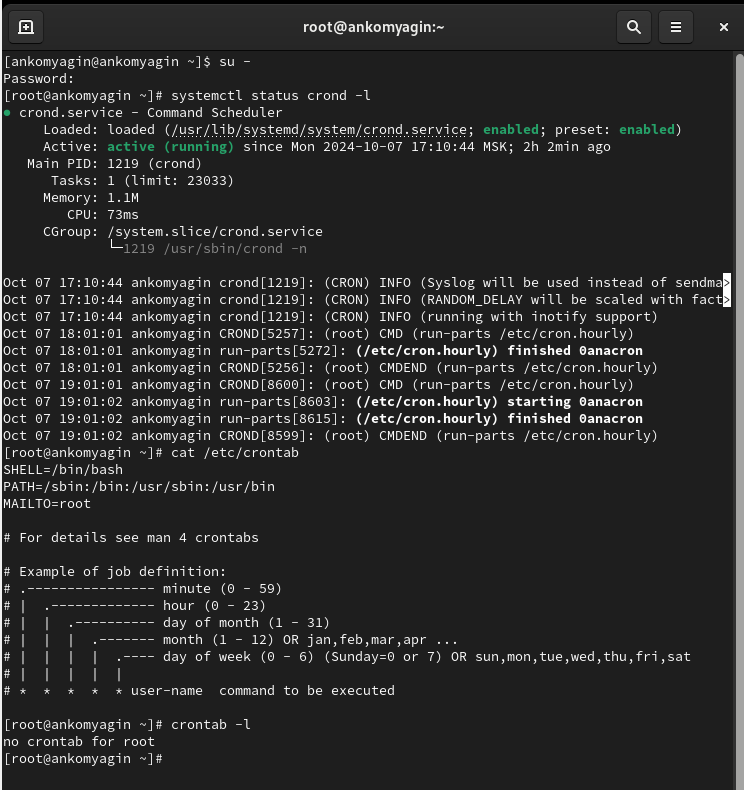 root@ankomyagin:~
[ankomyagin@ankomyagin ~]$ su -
Password:
[root@ankomyagin ~]# systemctl status crond -l
● crond.service - Command Scheduler
     Loaded: loaded (/usr/lib/systemd/system/crond.service; enabled; preset: enabled)
     Active: active (running) since Mon 2024-10-07 17:10:44 MSK; 2h 2min ago
   Main PID: 1219 (crond)
      Tasks: 1 (limit: 23033)
     Memory: 1.1M
        CPU: 73ms
     CGroup: /system.slice/crond.service
             └─1219 /usr/sbin/crond -n

Oct 07 17:10:44 ankomyagin crond[1219]: (CRON) INFO (Syslog will be used instead of sendma>
Oct 07 17:10:44 ankomyagin crond[1219]: (CRON) INFO (RANDOM_DELAY will be scaled with fact>
Oct 07 17:10:44 ankomyagin crond[1219]: (CRON) INFO (running with inotify support)
Oct 07 18:01:01 ankomyagin CROND[5257]: (root) CMD (run-parts /etc/cron.hourly)
Oct 07 18:01:01 ankomyagin run-parts[5272]: (/etc/cron.hourly) finished 0anacron
Oct 07 18:01:01 ankomyagin CROND[5256]: (root) CMDEND (run-parts /etc/cron.hourly)
Oct 07 19:01:02 ankomyagin CROND[8600]: (root) CMD (run-parts /etc/cron.hourly)
Oct 07 19:01:02 ankomyagin run-parts[8603]: (/etc/cron.hourly) starting 0anacron
Oct 07 19:01:02 ankomyagin run-parts[8615]: (/etc/cron.hourly) finished 0anacron
Oct 07 19:01:02 ankomyagin CROND[8599]: (root) CMDEND (run-parts /etc/cron.hourly)
[root@ankomyagin ~]# cat /etc/crontab
SHELL=/bin/bash
PATH=/sbin:/bin:/usr/sbin:/usr/bin
MAILTO=root

# For details see man 4 crontabs

# Example of job definition:
# .---------------- minute (0 - 59)
# |  .------------- hour (0 - 23)
# |  |  .---------- day of month (1 - 31)
# |  |  |  .------- month (1 - 12) OR jan,feb,mar,apr ...
# |  |  |  |  .---- day of week (0 - 6) (Sunday=0 or 7) OR sun,mon,tue,wed,thu,fri,sat
# |  |  |  |  |
# *  *  *  *  * user-name  command to be executed

[root@ankomyagin ~]# crontab -l
no crontab for root
[root@ankomyagin ~]#